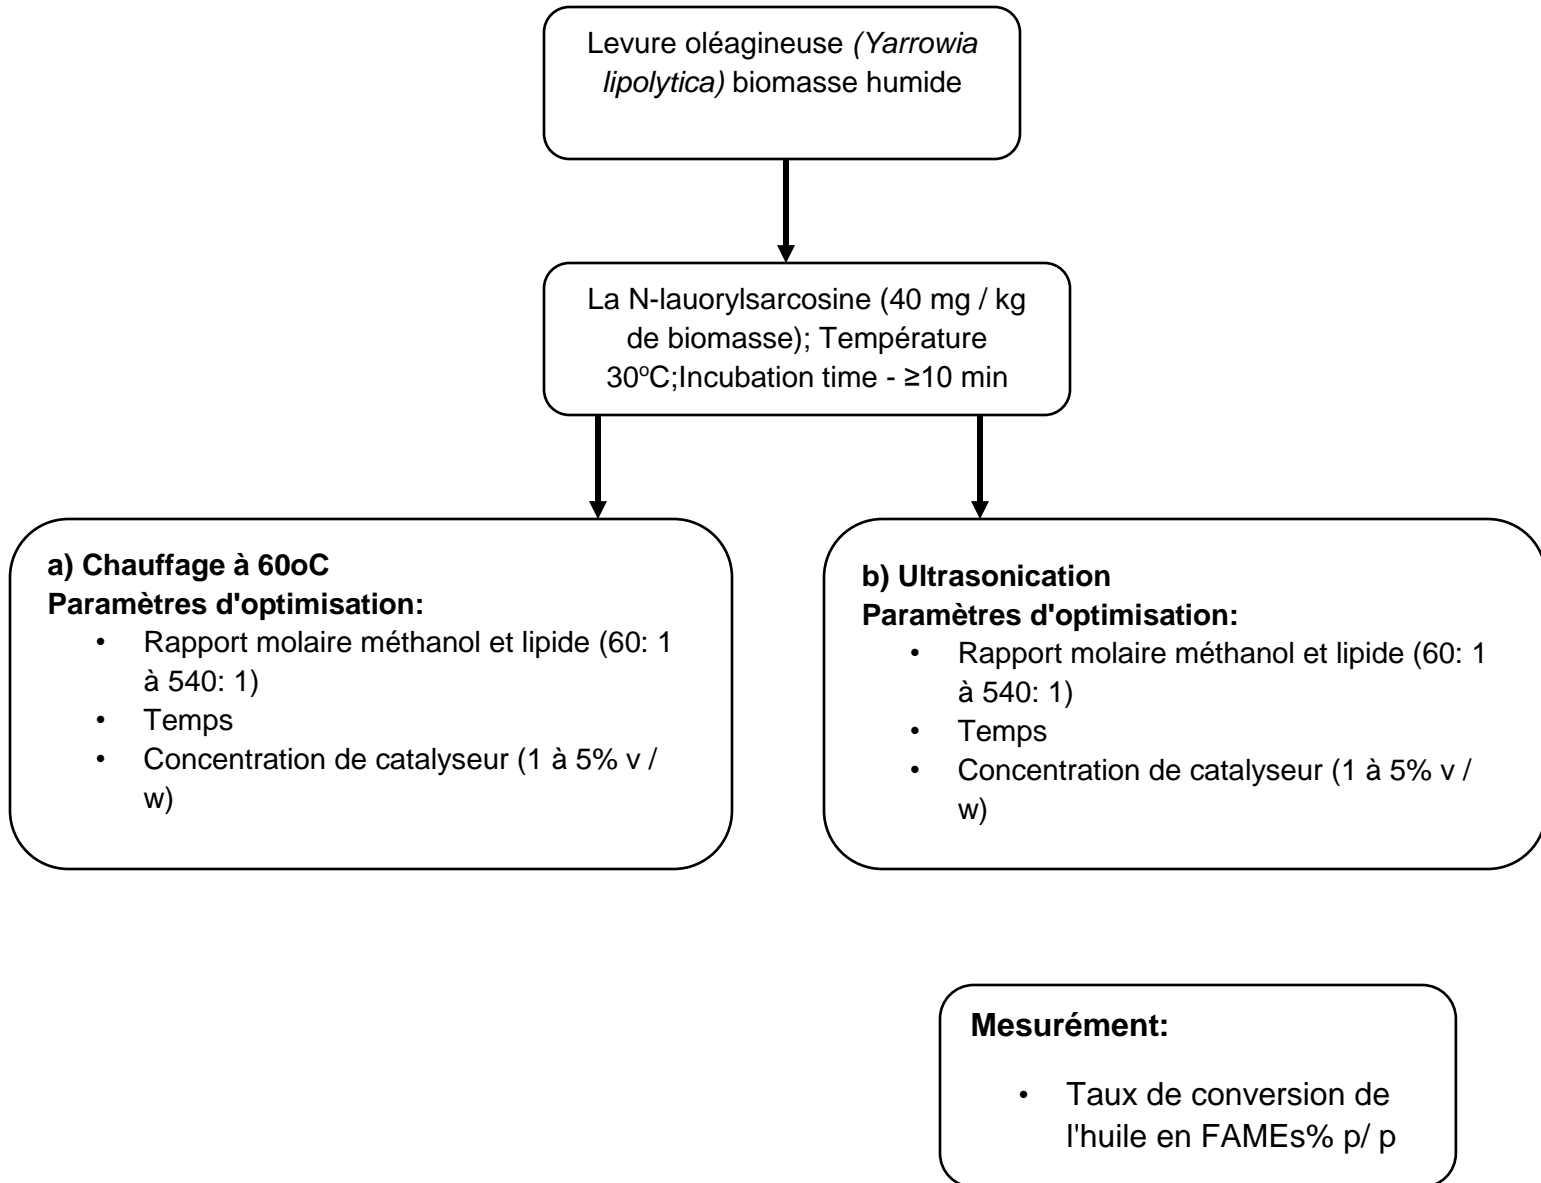 Levure oléagineuse (Yarrowia
lipolytica) biomasse humide
La N-lauorylsarcosine (40 mg / kg
de biomasse); Température
30ºC;Incubation time - ≥10 min
a) Chauffage à 60oC
Paramètres d'optimisation:
• Rapport molaire méthanol et lipide (60: 1
à 540: 1)
• Temps
• Concentration de catalyseur (1 à 5% v /
w)
b) Ultrasonication
Paramètres d'optimisation:
• Rapport molaire méthanol et lipide (60: 1
à 540: 1)
• Temps
• Concentration de catalyseur (1 à 5% v /
w)
Mesurément:
• Taux de conversion de
l'huile en FAMEs% p/ p